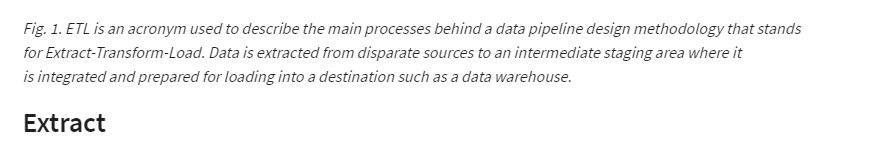 Fig. 1. ETL is an acronym used to describe the main processes behind a data pipeline design methodology that stands
for Extract-Transform-Load. Data is extracted from disparate sources to an intermediate staging area where it
is integrated and prepared for loading into a destination such as a data warehouse.
Extract